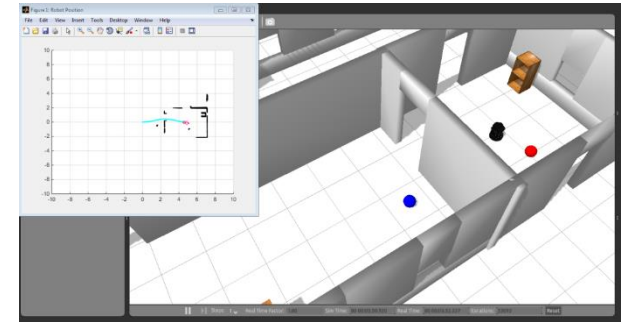 Figure 1: Robot Position
File Edit View Insert Tools Desktop Window Help
10
8
6
4
2
0
-2
-4
-6
-8
-10
-10 -8 -6 -4 -2 0 2 4 6 8 10
Steps Real Time Factor: Sim Time: Real Time: Iterations: Reset